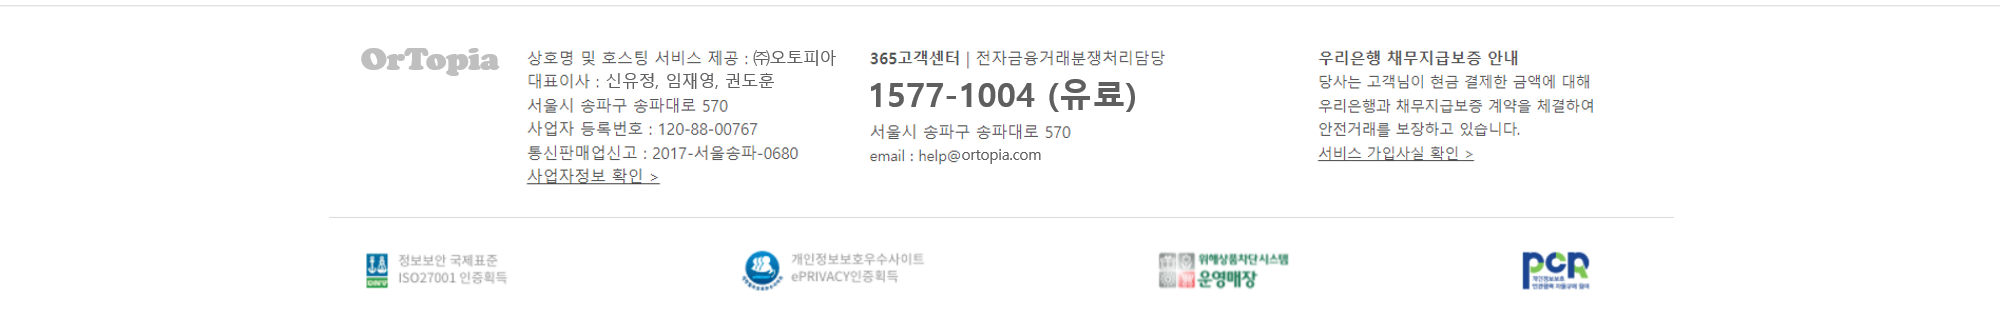 OrTopia
상호명 및 호스팅 서비스 제공 : ㈜오토피아
대표이사 : 신유정, 임재영, 권도훈
서울시 송파구 송파대로 570
사업자 등록번호 : 120-88-00767
통신판매업신고 : 2017-서울송파-0680
사업자정보 확인 >
365고객센터 | 전자금융거래분쟁처리담당
1577-1004 (유료)
서울시 송파구 송파대로 570
email : help@ortopia.com
우리은행 채무지급보증 안내
당사는 고객님이 현금 결제한 금액에 대해
우리은행과 채무지급보증 계약을 체결하여
안전거래를 보장하고 있습니다.
서비스 가입사실 확인 >
DNV
정보보안 국제표준
ISO27001 인증획득
개인정보보호우수사이트
ePRIVACY인증획득
위해상품차단시스템
운영매장
PCR
개인정보보호